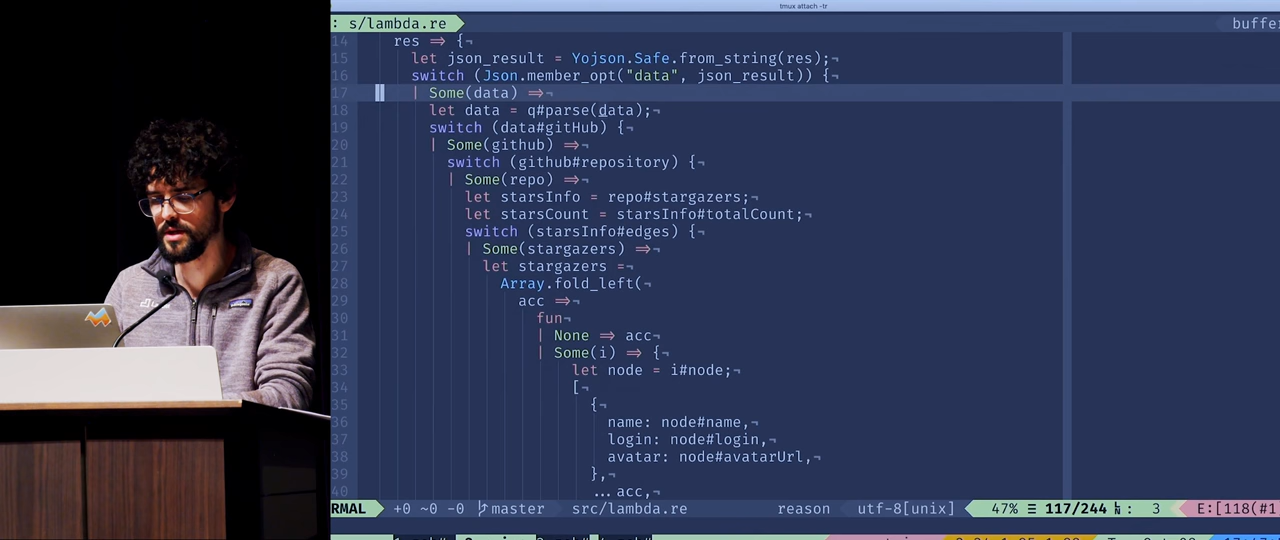 tmux attach -tr
: s/lambda.re
buffer
14 res => {¬
15 let json_result = Yojson.Safe.from_string(res);¬
16 switch (Json.member_opt("data", json_result)) {¬
17 | Some(data) =>¬
18 let data = q#parse(data);¬
19 switch (data#gitHub) {¬
20 | Some(github) =>¬
21 switch (github#repository) {¬
22 | Some(repo) =>¬
23 let starsInfo = repo#stargazers;¬
24 let starsCount = starsInfo#totalCount;¬
25 switch (starsInfo#edges) {¬
26 | Some(stargazers) =>¬
27 let stargazers =¬
28 Array.fold_left(¬
29 acc =>¬
30 fun¬
31 | None => acc¬
32 | Some(i) => {¬
33 let node = i#node;¬
34 [¬
35 {¬
36 name: node#name,¬
37 login: node#login,¬
38 avatar: node#avatarUrl,¬
39 },¬
40 ...acc,¬
RMAL +0 ~0 -0 master src/lambda.re reason utf-8[unix] 47% ≡ 117/244 : 3 E:[118(#1